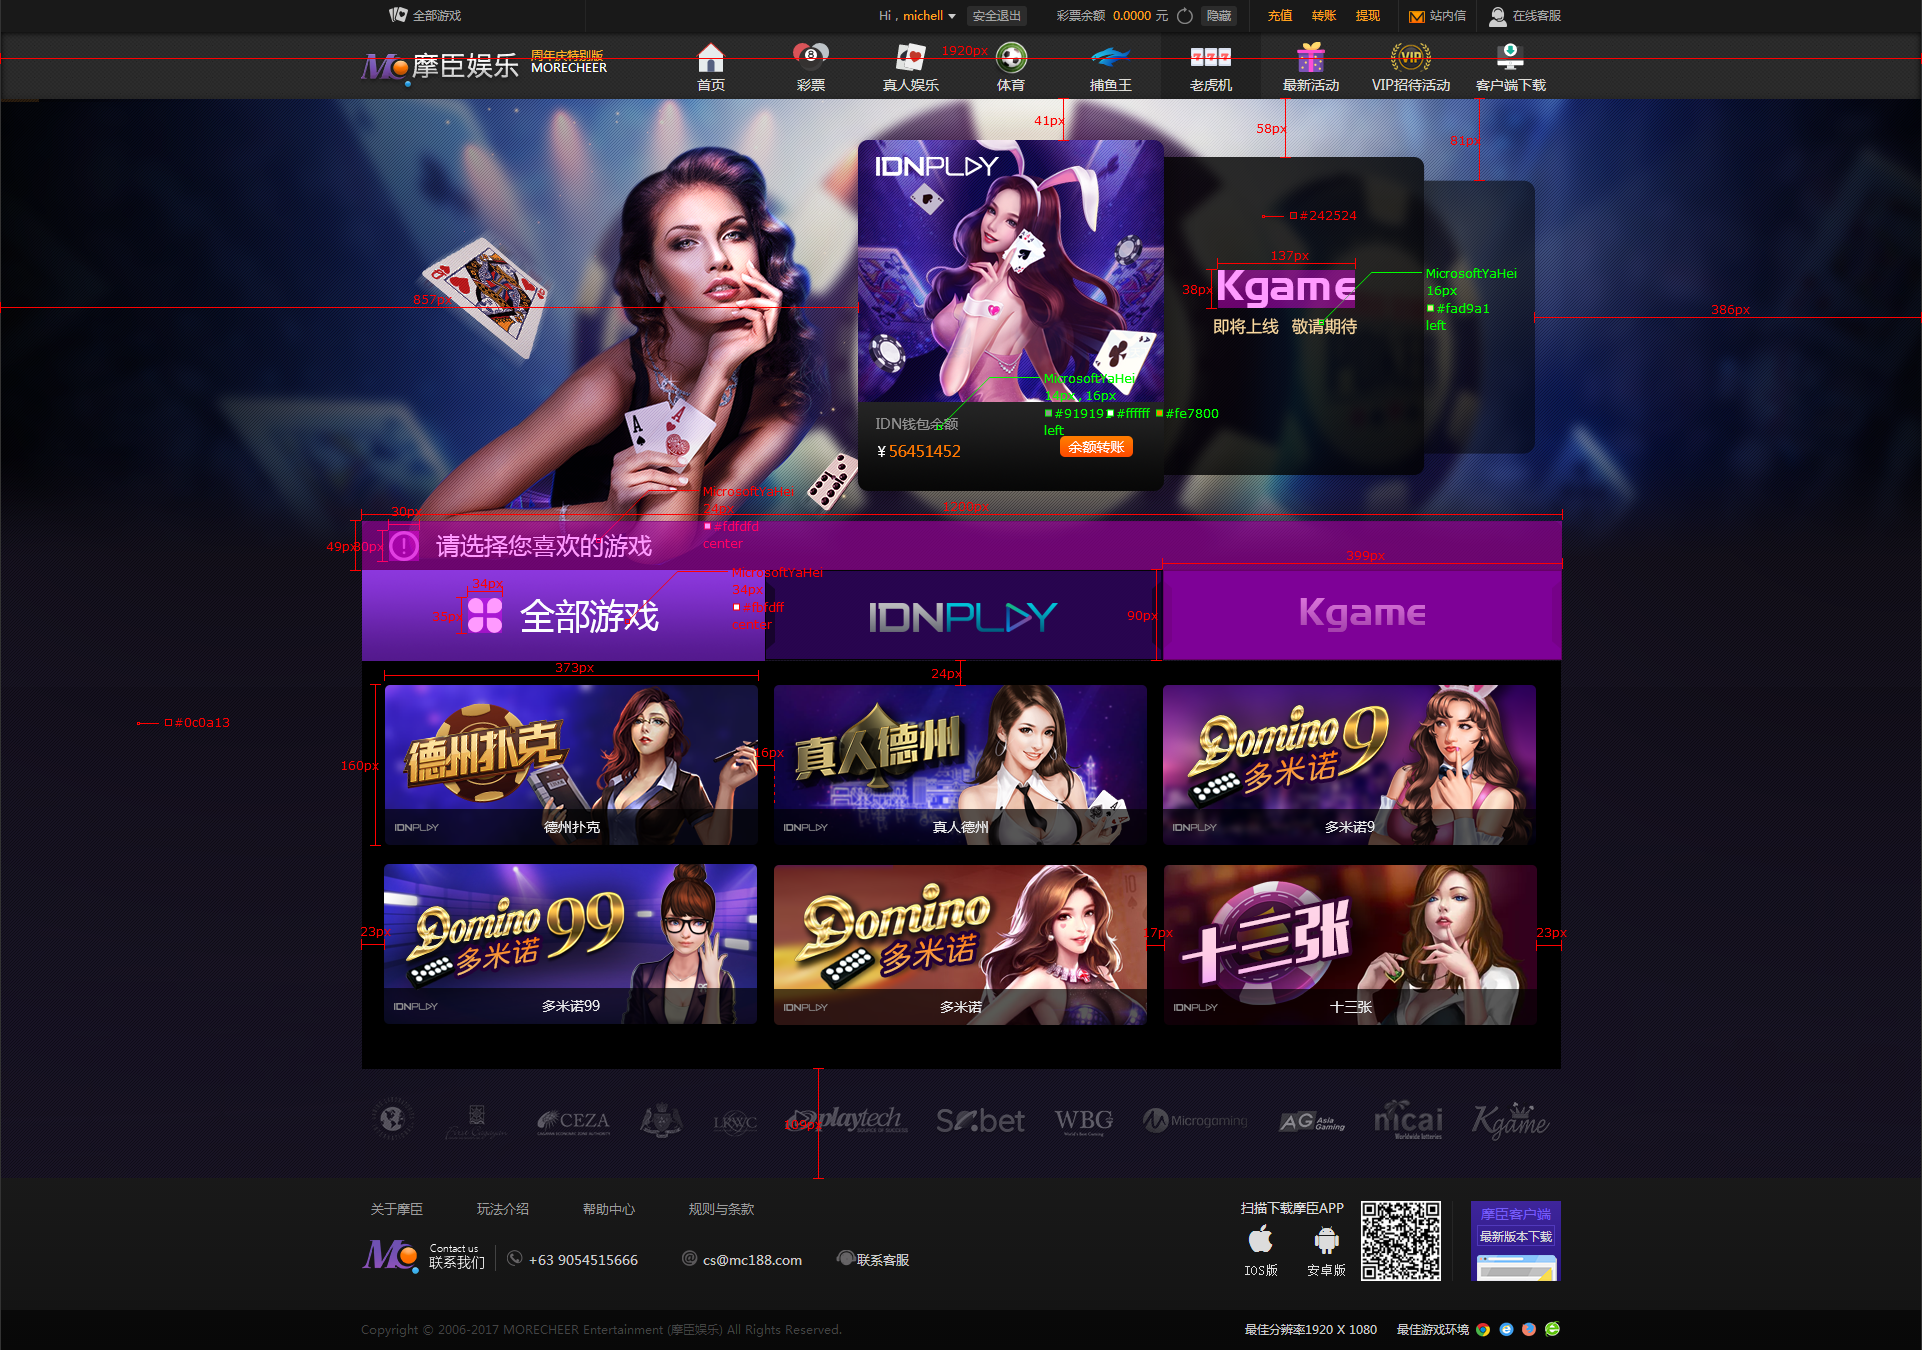 全部游戏
Hi , michell
安全退出
彩票余额 0.0000 元
隐藏
充值
转账
提现
站内信
在线客服
摩臣娱乐
周年庆特别版
MORECHEER
首页
彩票
真人娱乐
1920px
体育
捕鱼王
老虎机
最新活动
VIP
VIP招待活动
客户端下载
41px
58px
81px
IDNPLAY
#242524
137px
Kgame
38px
即将上线 敬请期待
MicrosoftYaHei
16px
#fad9a1
left
857px
386px
MicrosoftYaHei
14px , 16px
#919191 #ffffff #fe7800
left
IDN钱包余额
¥ 56451452
余额转账
MicrosoftYaHei
24px
#fdfdfd
center
30px
49px
30px
请选择您喜欢的游戏
399px
MicrosoftYaHei
34px
center
34px
35px
全部游戏
IDNPLAY
90px
Kgame
373px
24px
#0c0a13
160px
16px
德州扑克
IDNPLAY
德州扑克
真人德州
IDNPLAY
真人德州
Domino 9
多米诺
IDNPLAY
多米诺9
Domino 99
多米诺
IDNPLAY
多米诺99
Domino
多米诺
IDNPLAY
多米诺
十三张
IDNPLAY
十三张
23px
17px
23px
CEZA
LRWC
playtech
SOURCE OF SUCCESS
WBG
Microgaming
AG Asia Gaming
nicai
Worldwide lotteries
Kgame
关于摩臣
玩法介绍
帮助中心
规则与条款
Contact us
联系我们
+63 9054515666
cs@mc188.com
联系客服
扫描下载摩臣APP
IOS版
安卓版
摩臣客户端
最新版本下载
Copyright © 2006-2017 MORECHEER Entertainment (摩臣娱乐) All Rights Reserved.
最佳分辨率1920 X 1080
最佳游戏环境